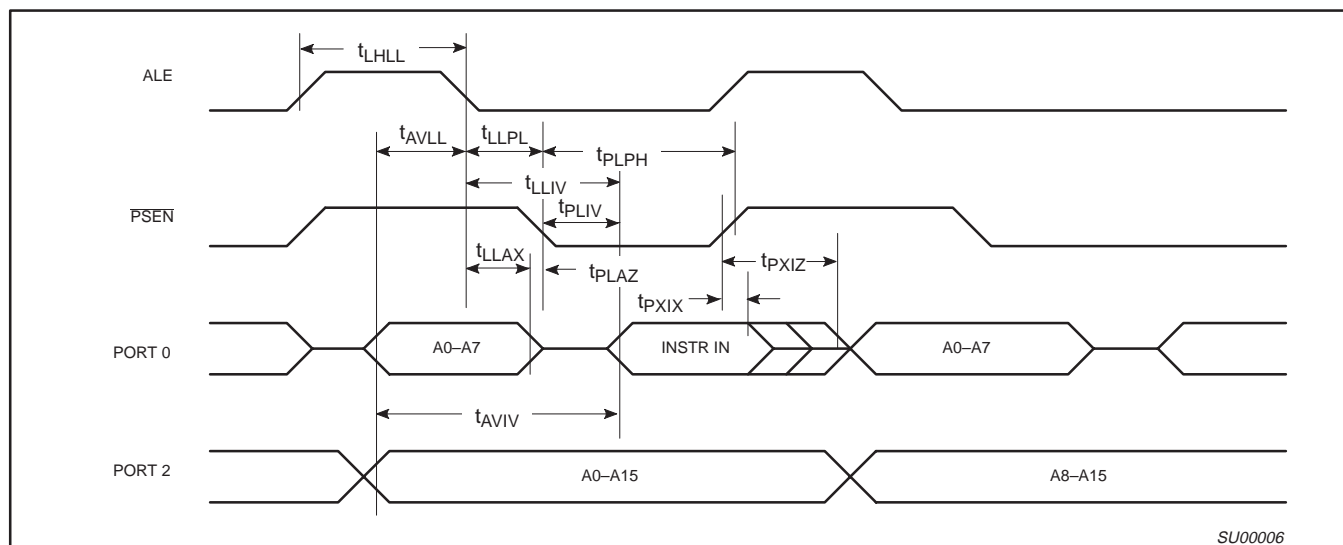 tLHLL
ALE
tAVLL
tLLPL
tPLPH
tLLIV
PSEN
tPLIV
tLLAX
tPLAZ
tPXIZ
tPXIX
PORT 0
A0–A7
INSTR IN
A0–A7
tAVIV
PORT 2
A0–A15
A8–A15
SU00006